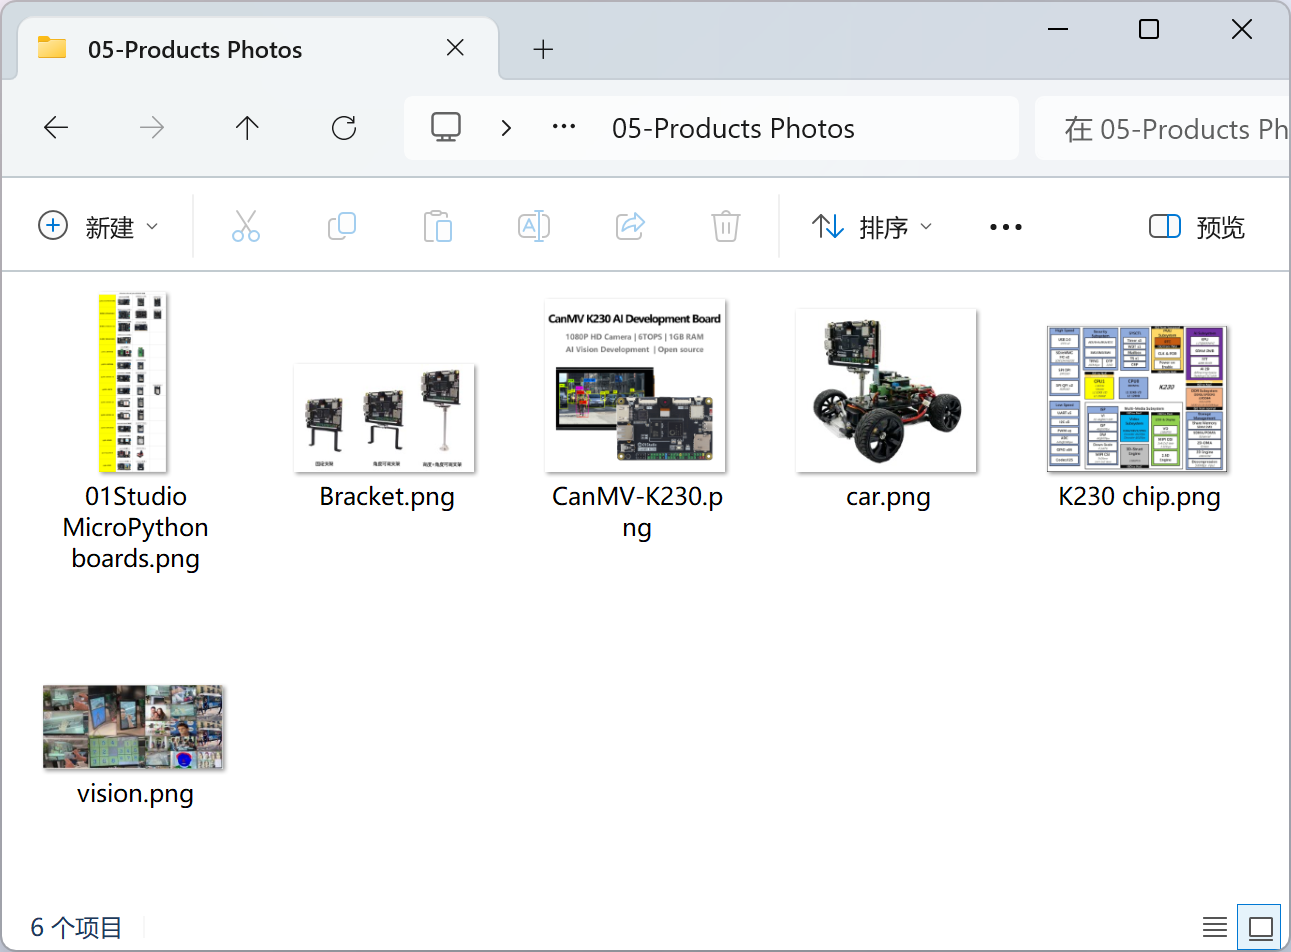 05-Products Photos
05-Products Photos
在 05-Products Ph
新建
排序
预览
CanMV K230 AI Development Board
1080P HD Camera | 6TOPS | 1GB RAM
AI Vision Development | Open source
K230
01Studio
MicroPython
boards.png
Bracket.png
CanMV-K230.p
ng
car.png
K230 chip.png
vision.png
6 个项目